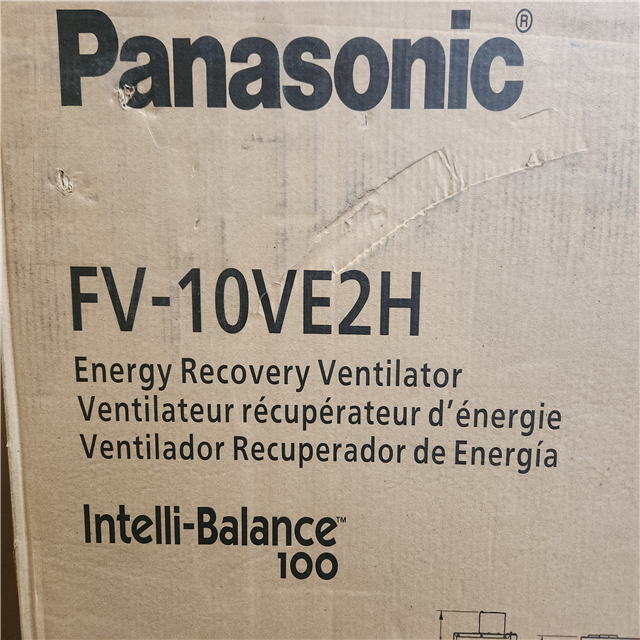 Panasonic®
FV-10VE2H
Energy Recovery Ventilator
Ventilateur récupérateur d'énergie
Ventilador Recuperador de Energía
Intelli-Balance™
100